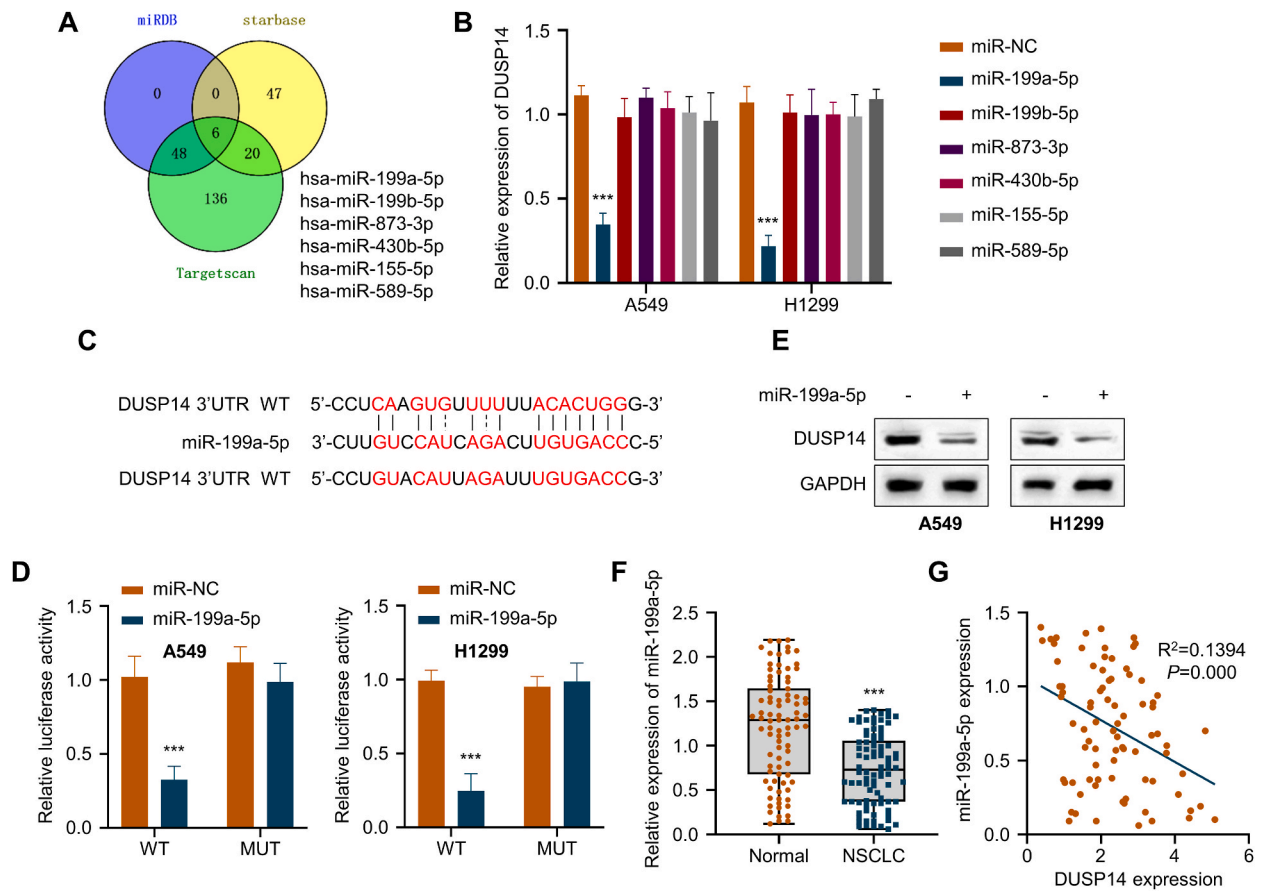 A
miRDB
starbase
0
0
47
6
48
20
136
Targetscan
hsa-miR-199a-5p
hsa-miR-199b-5p
hsa-miR-873-3p
hsa-miR-430b-5p
hsa-miR-155-5p
hsa-miR-589-5p
B
Relative expression of DUSP14
1.5
1.0
0.5
0.0
***
***
A549
H1299
miR-NC
miR-199a-5p
miR-199b-5p
miR-873-3p
miR-430b-5p
miR-155-5p
miR-589-5p
C
DUSP14 3'UTR WT 5'-CCUCAAGUGUUUUUUACACUGGG-3'
miR-199a-5p 3'-CUUGUCCAUCAGACUUGUGACCC-5'
DUSP14 3'UTR WT 5'-CCUGUACAUUAGAUUUGUGACCG-3'
E
miR-199a-5p - + - +
DUSP14
GAPDH
A549
H1299
D
Relative luciferase activity
1.5
1.0
0.5
0.0
miR-NC
miR-199a-5p
A549
***
WT
MUT
Relative luciferase activity
1.5
1.0
0.5
0.0
miR-NC
miR-199a-5p
H1299
***
WT
MUT
F
Relative expression of miR-199a-5p
2.5
2.0
1.5
1.0
0.5
0.0
***
Normal
NSCLC
G
miR-199a-5p expression
1.5
1.0
0.5
0.0
R²=0.1394
P=0.000
0
2
4
6
DUSP14 expression